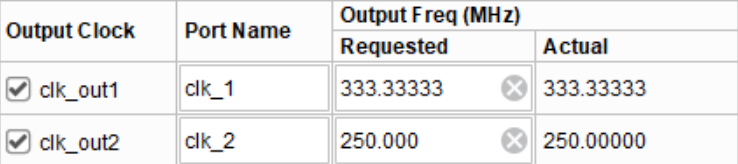 Output Clock Port Name Output Freq (MHz)
Requested Actual
clk_out1 clk_1 333.33333 333.33333
clk_out2 clk_2 250.000 250.00000